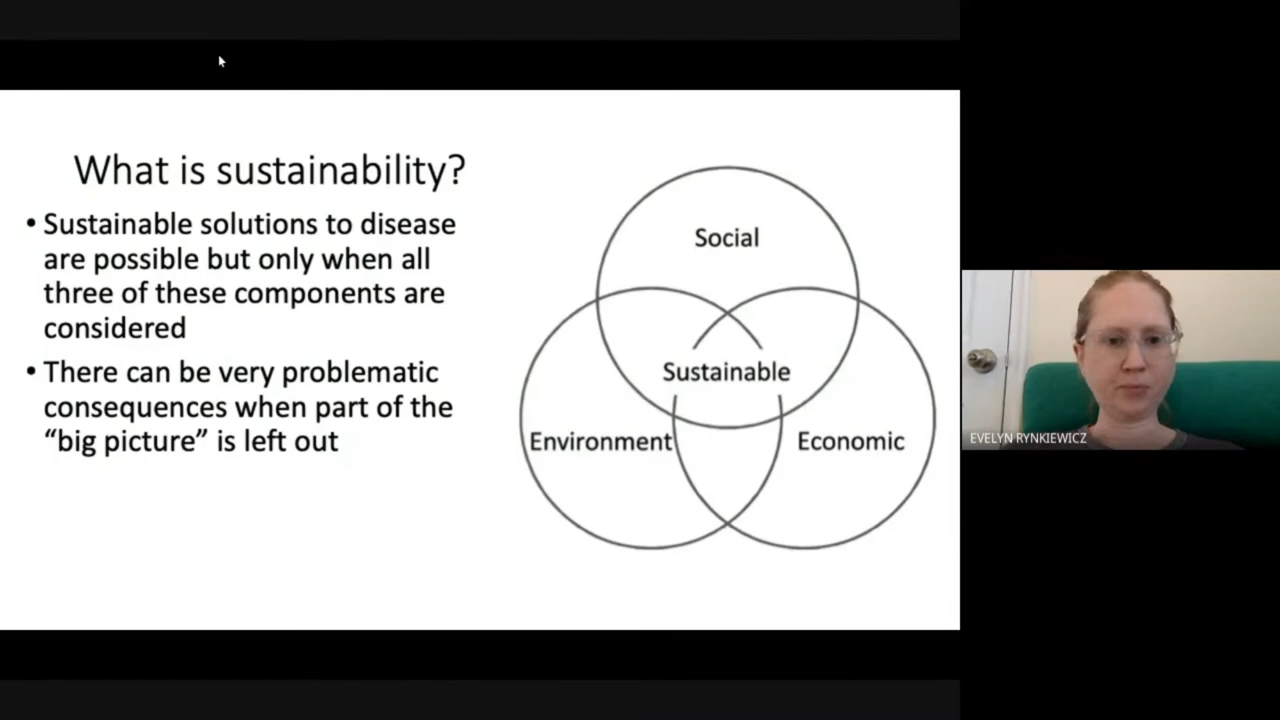 What is sustainability?
• Sustainable solutions to disease
are possible but only when all
three of these components are
considered
• There can be very problematic
consequences when part of the
“big picture” is left out
Social
Sustainable
Environment
Economic
EVELYN RYNKIEWICZ